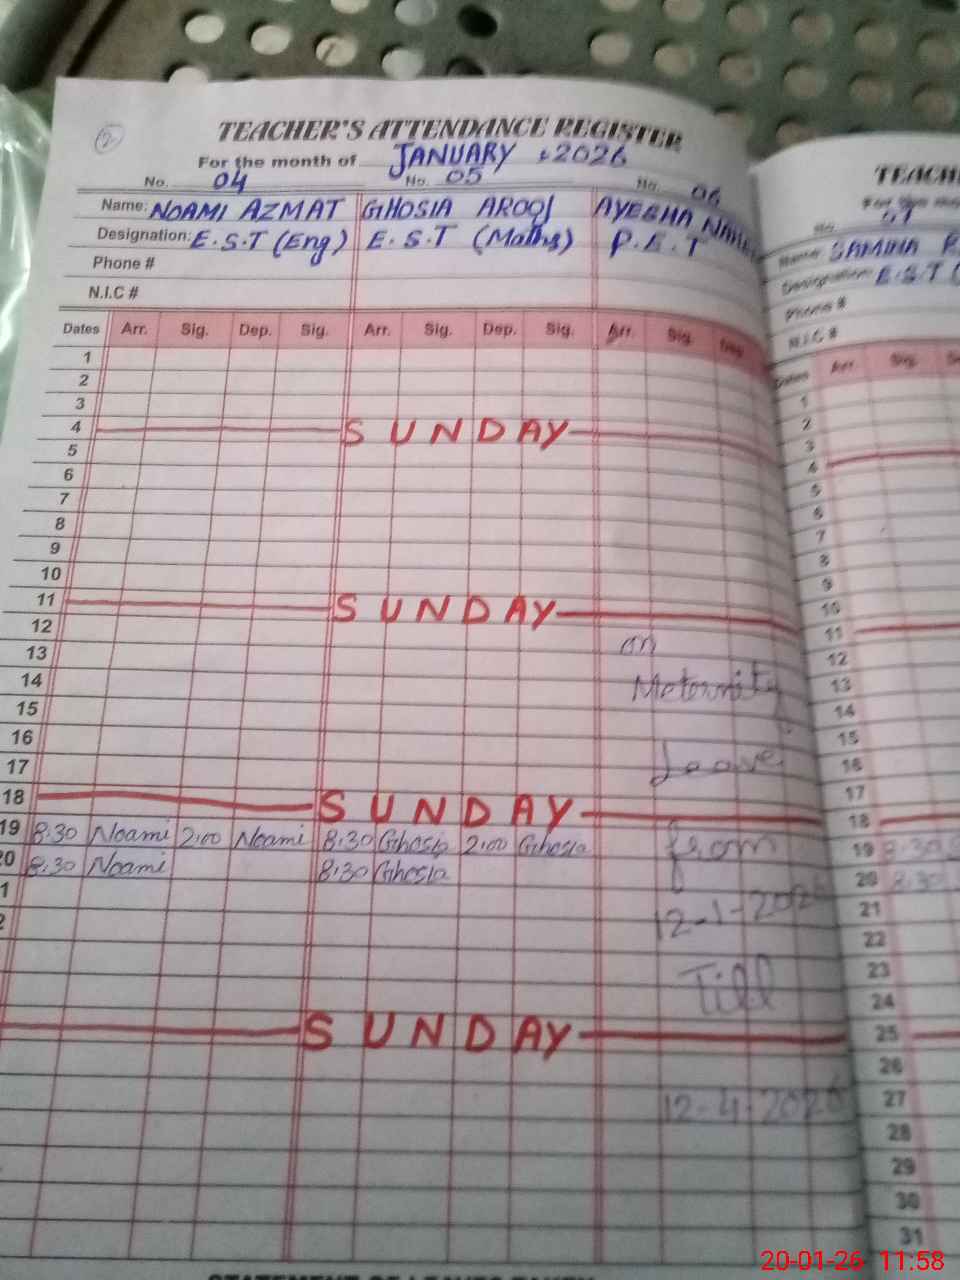 2
TEACHER'S ATTENDANCE REGISTER
For the month of JANUARY 2026
No. 04 No. 05 No. 06
Name: NOAMI AZMAT GHOSIA AROOJ AYESHA
Designation: E.S.T (Eng) E.S.T (Maths) P.E.T
Phone #
N.I.C #
Dates Arr. Sig. Dep. Sig. Arr. Sig. Dep. Sig. Arr. Sig. Dep.
1
2
3
4 SUNDAY
5
6
7
8
9
10
11 SUNDAY
12 on
13
14 Maternity
15
16
17 Leave
18 SUNDAY
19 8:30 Noami 2:00 Noami 8:30 Ghosia 2:00 Ghosia from
20 8:30 Noami 8:30 Ghosia
1
2 12-1-2026
Till
SUNDAY
12-4-2026
TEACH
07
Name: SAMINA
Designation: E.S.T (
Phone #
N.I.C #
Dates Arr. Sig.
1
2
3
4
5
6
7
8
9
10
11
12
13
14
15
16
17
18
19 8:30
20 8:30
21
22
23
24
25
26
27
28
29
30
31
20-01-26 11:58